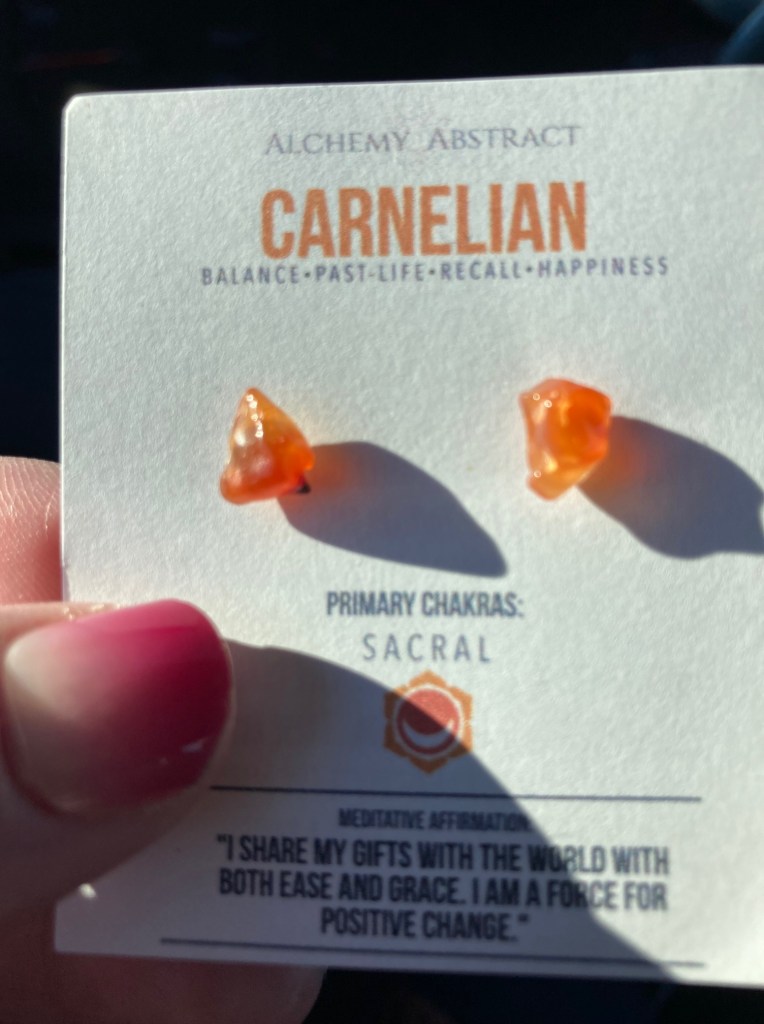 ALCHEMY ABSTRACT
CARNELIAN
BALANCE•PAST-LIFE•RECALL•HAPPINESS
PRIMARY CHAKRAS:
SACRAL
MEDITATIVE AFFIRMATION
"I SHARE MY GIFTS WITH THE WORLD WITH
BOTH EASE AND GRACE. I AM A FORCE FOR
POSITIVE CHANGE."